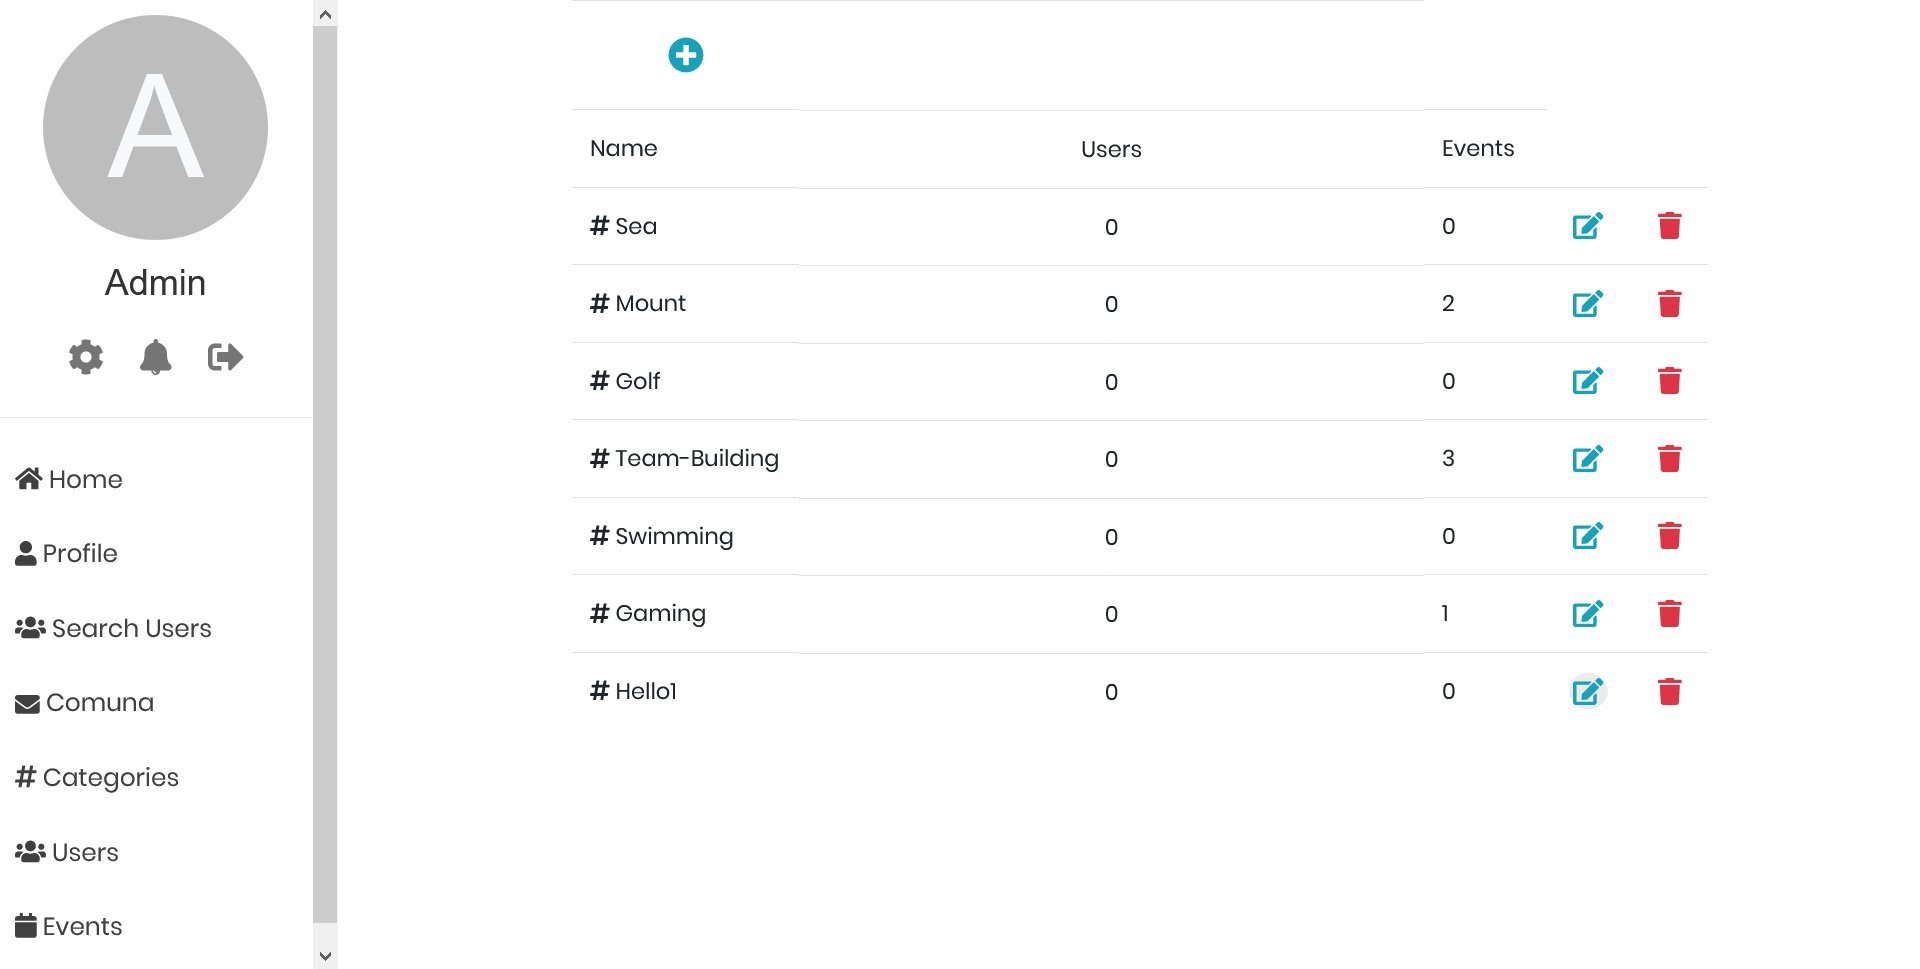 A
Admin
Home
Profile
Search Users
Comuna
# Categories
Users
Events
Name Users Events
# Sea 0 0
# Mount 0 2
# Golf 0 0
# Team-Building 0 3
# Swimming 0 0
# Gaming 0 1
# Hello1 0 0